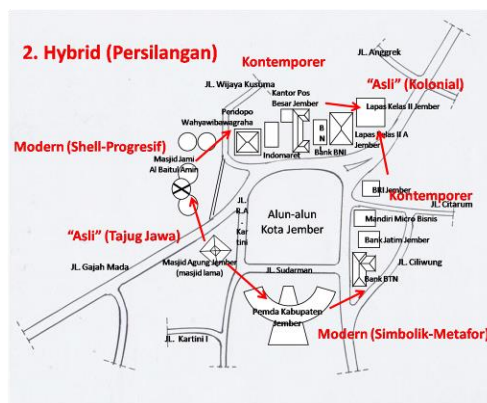 2. Hybrid (Persilangan)
Kontemporer
JL. Anggrek
JL. Wijaya Kusuma
Kantor Pos
Besar Jember
"Asli" (Kolonial)
Lapas Kelas II Jember
Pendopo
Wahyawibawagraha
BN
Lapas Kelas II A
Jember
Modern (Shell-Progresif)
Indomaret
Bank BNI
Masjid Jami
Al Baitul Amin
BRI Jember
Kontemporer
JL. Citarum
JL.
R.A
Kartini
Alun-alun
Kota Jember
Mandiri Micro Bisnis
"Asli" (Tajug Jawa)
Bank Jatim Jember
JL. Gajah Mada
Masjid Agung Jember
(masjid lama)
JL. Sudarman
JL. Ciliwung
Bank BTN
Pemda Kabupaten
Jember
Modern (Simbolik-Metafor)
JL. Kartini I